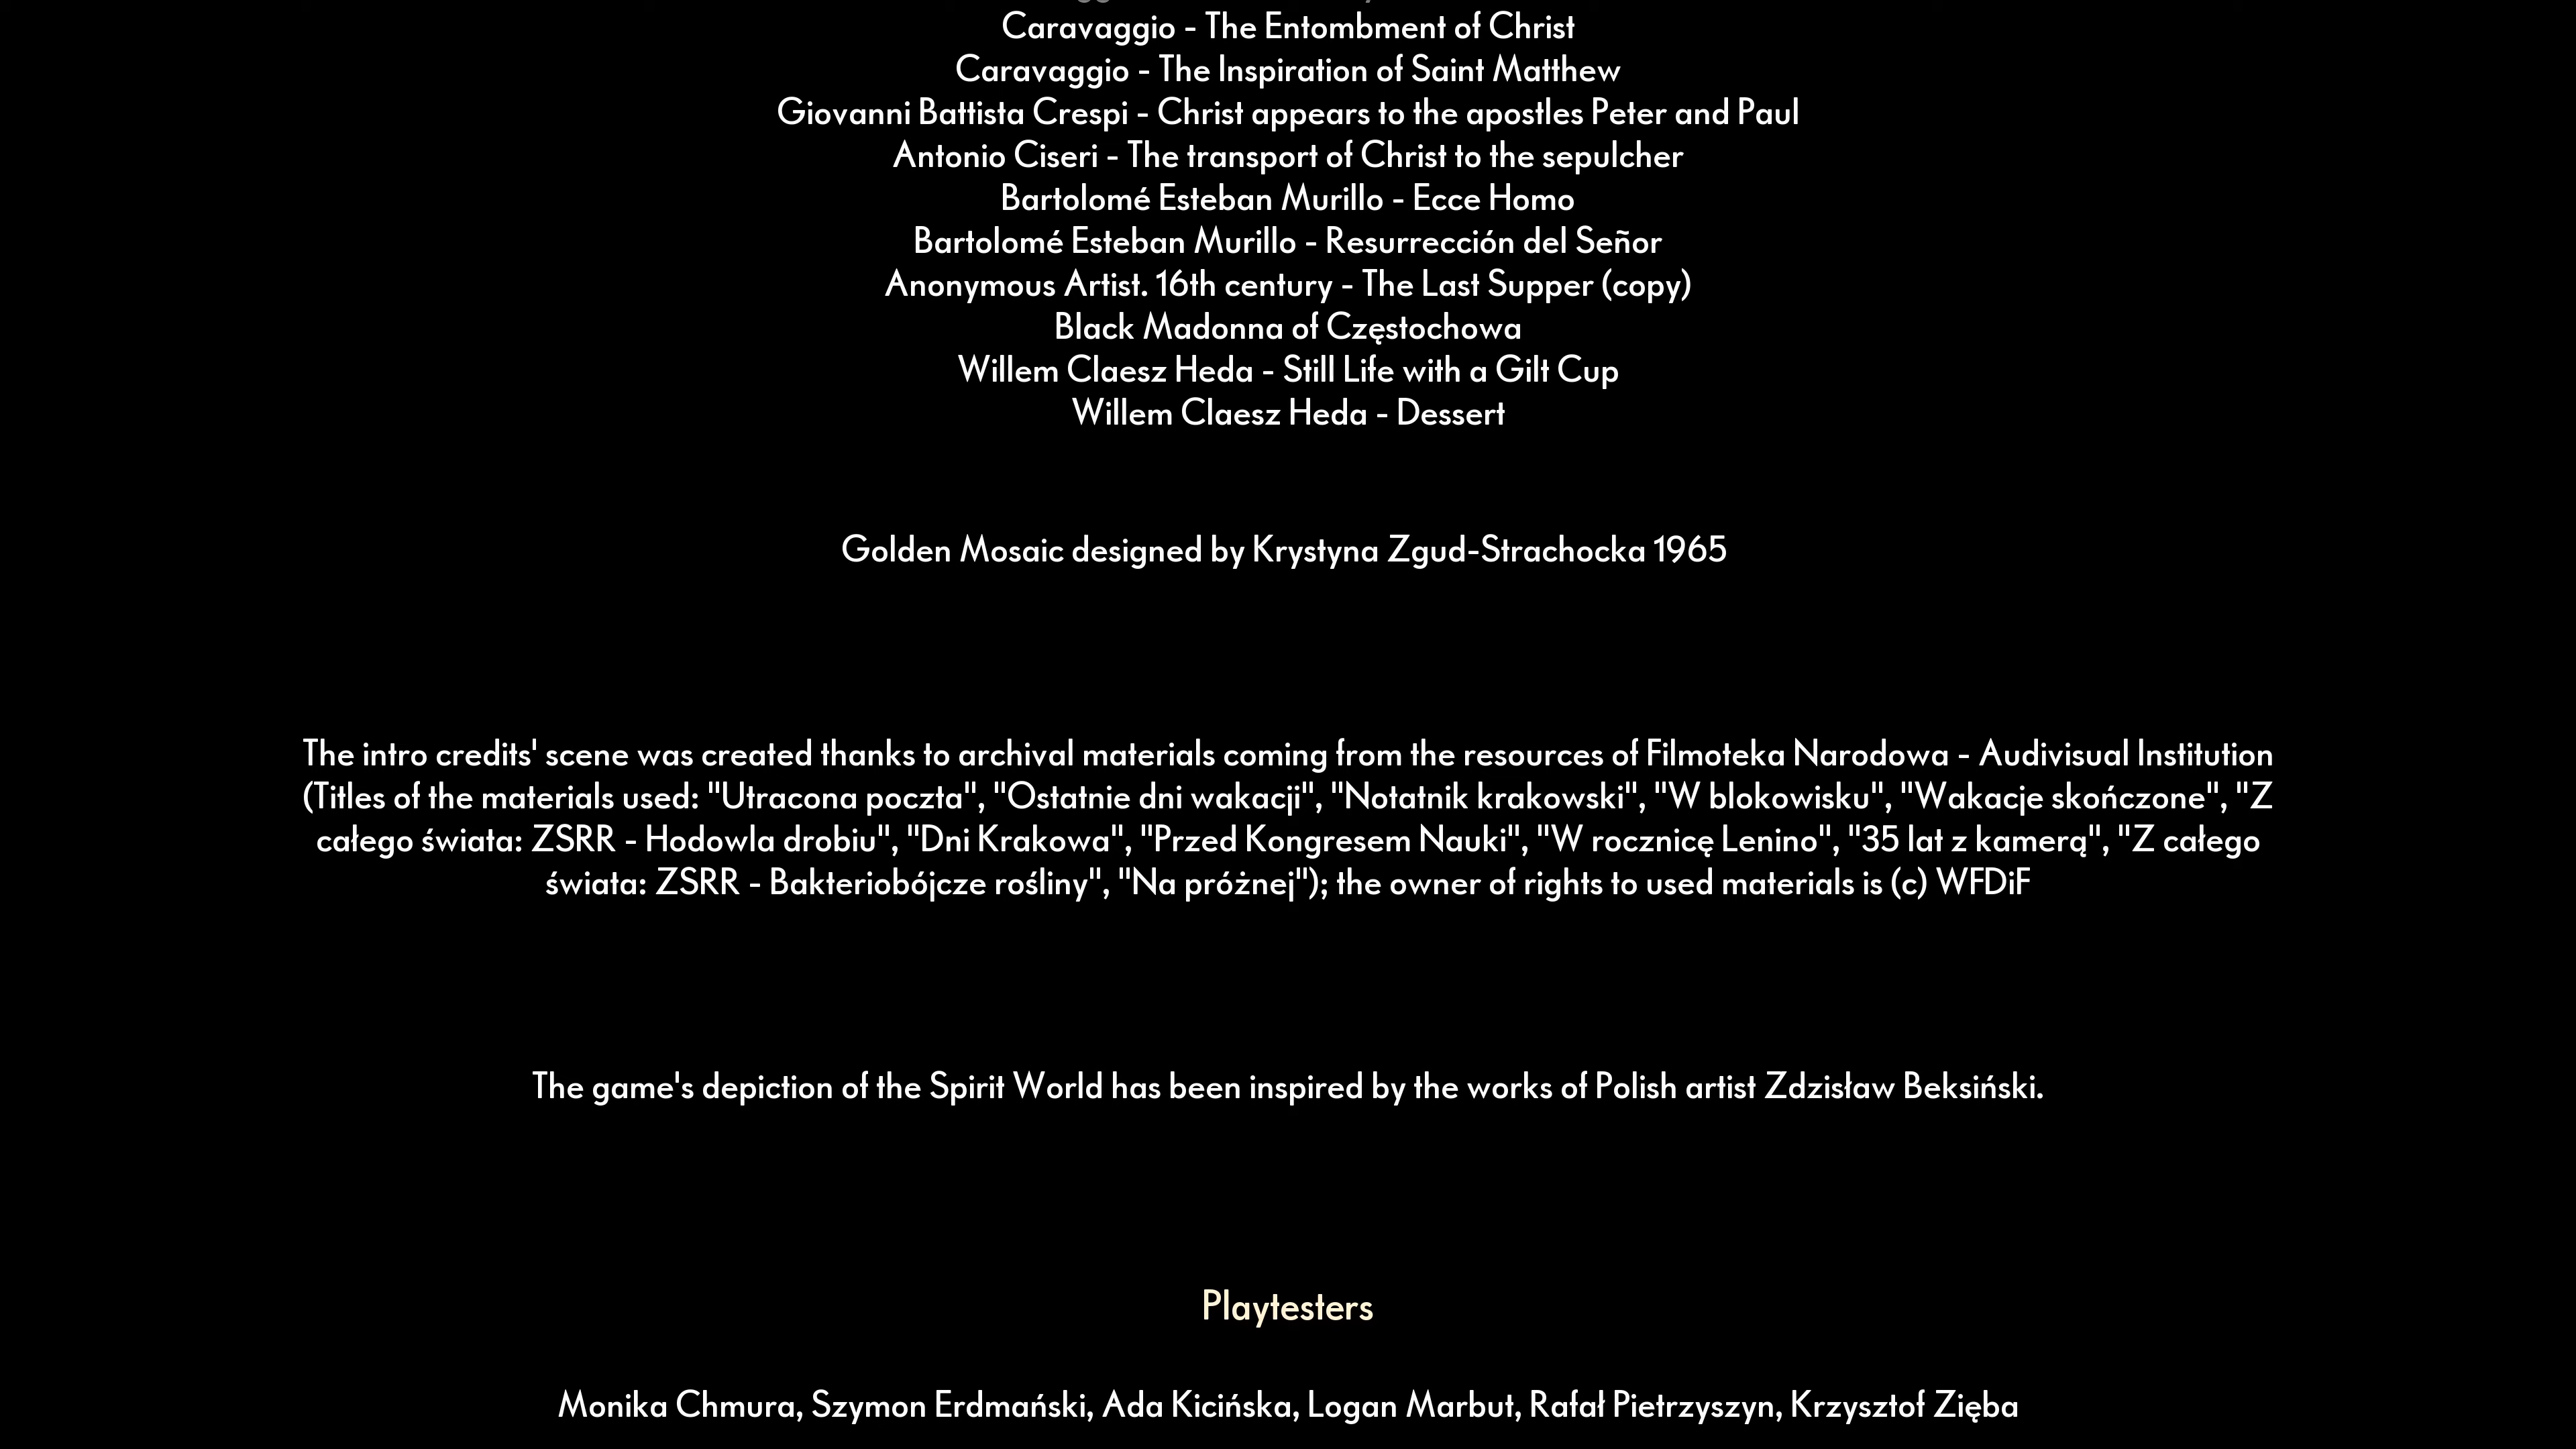 Caravaggio - The Entombment of Christ
Caravaggio - The Inspiration of Saint Matthew
Giovanni Battista Crespi - Christ appears to the apostles Peter and Paul
Antonio Ciseri - The transport of Christ to the sepulcher
Bartolomé Esteban Murillo - Ecce Homo
Bartolomé Esteban Murillo - Resurrección del Señor
Anonymous Artist. 16th century - The Last Supper (copy)
Black Madonna of Częstochowa
Willem Claesz Heda - Still Life with a Gilt Cup
Willem Claesz Heda - Dessert
Golden Mosaic designed by Krystyna Zgud-Strachocka 1965
The intro credits' scene was created thanks to archival materials coming from the resources of Filmoteka Narodowa - Audivisual Institution
(Titles of the materials used: "Utracona poczta", "Ostatnie dni wakacji", "Notatnik krakowski", "W blokowisku", "Wakacje skończone", "Z
całego świata: ZSRR - Hodowla drobiu", "Dni Krakowa", "Przed Kongresem Nauki", "W rocznicę Lenino", "35 lat z kamerą", "Z całego
świata: ZSRR - Bakteriobójcze rośliny", "Na próżnej"); the owner of rights to used materials is (c) WFDiF
The game's depiction of the Spirit World has been inspired by the works of Polish artist Zdzisław Beksiński.
Playtesters
Monika Chmura, Szymon Erdmański, Ada Kicińska, Logan Marbut, Rafał Pietrzyszyn, Krzysztof Zięba